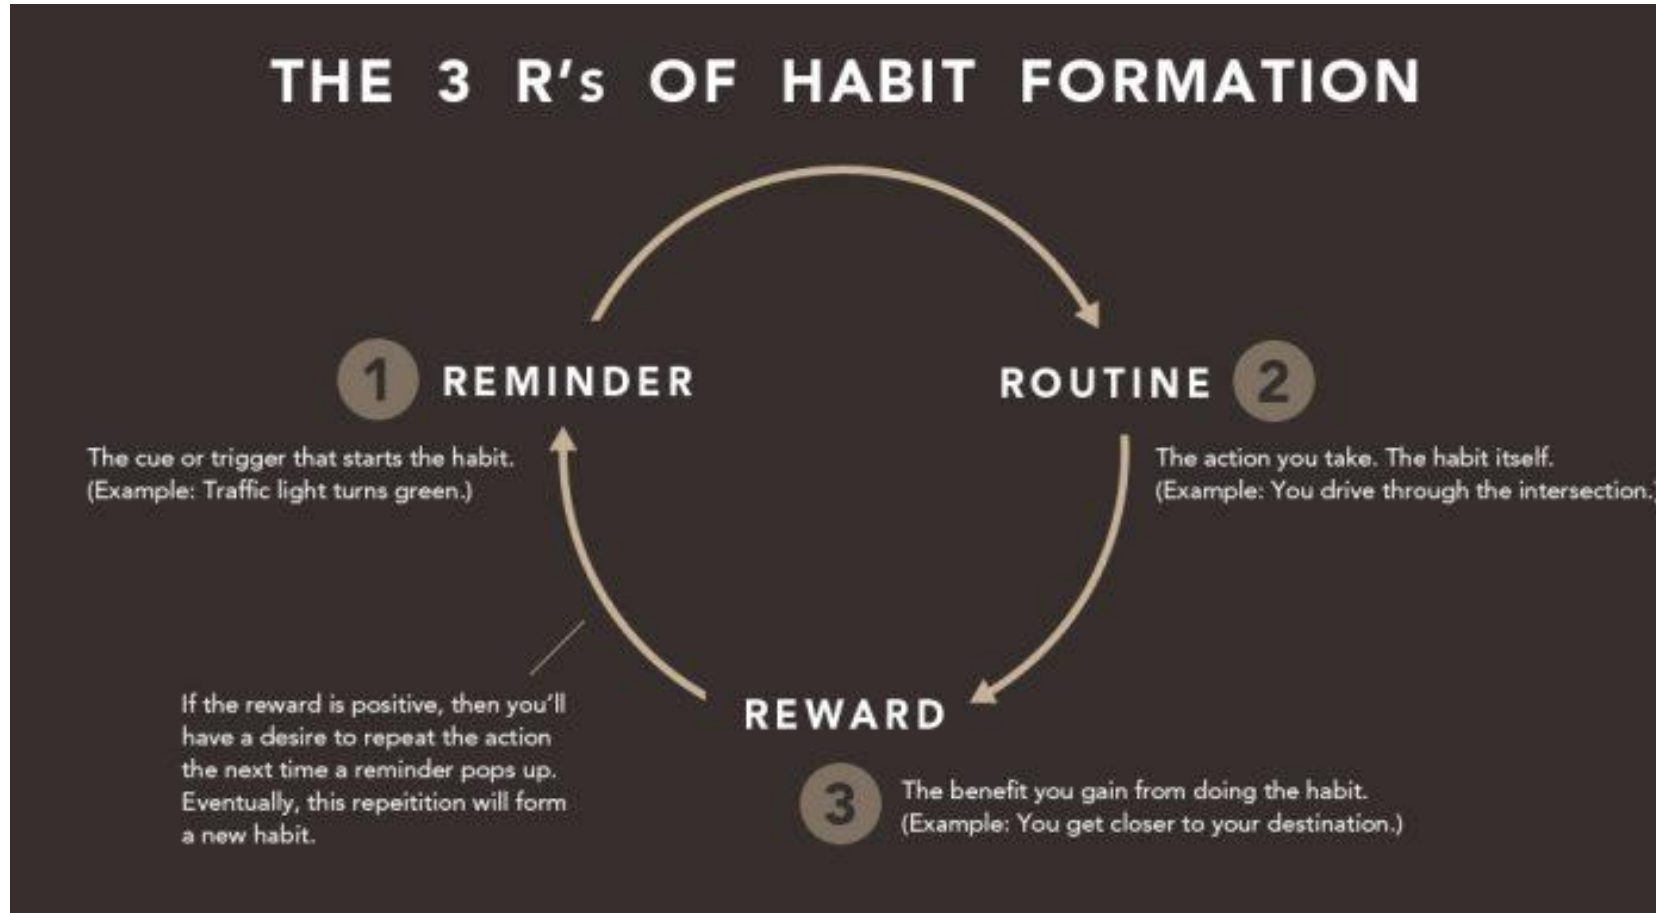 THE 3 R's OF HABIT FORMATION
1 REMINDER
The cue or trigger that starts the habit.
(Example: Traffic light turns green.)
ROUTINE 2
The action you take. The habit itself.
(Example: You drive through the intersection.)
REWARD
3
The benefit you gain from doing the habit.
(Example: You get closer to your destination.)
If the reward is positive, then you'll
have a desire to repeat the action
the next time a reminder pops up.
Eventually, this repeitition will form
a new habit.